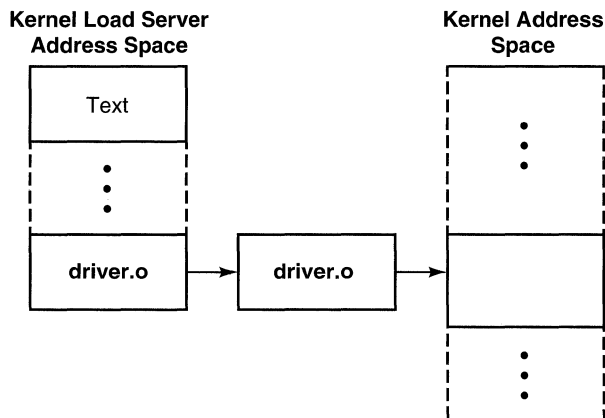 Kernel Load Server
Address Space
Kernel Address
Space
Text
driver.o
driver.o